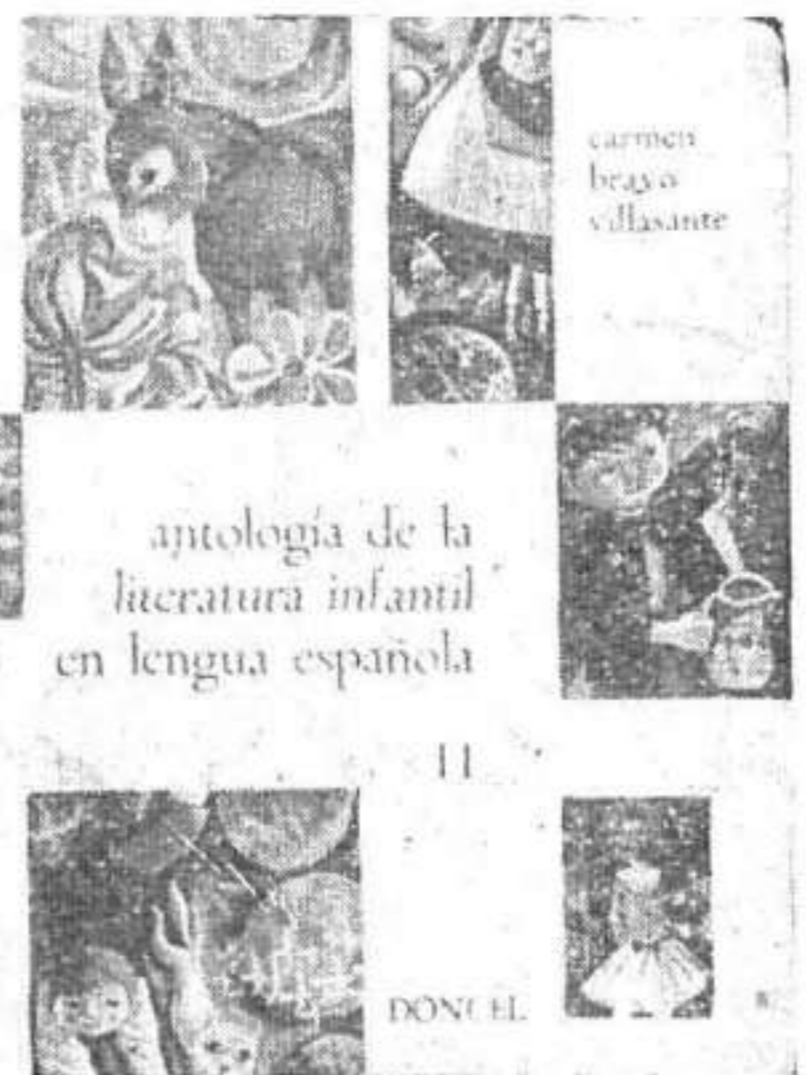 carmen
bravo
villasante
antología de la
literatura infantil
en lengua española
II
DONCEL